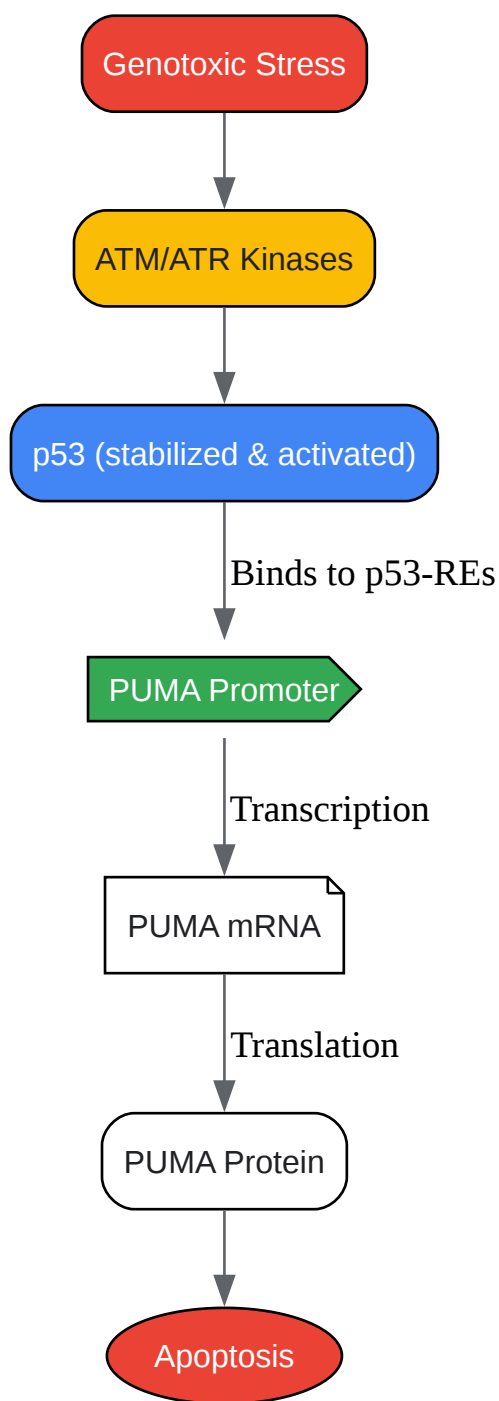 Genotoxic Stress
ATM/ATR Kinases
p53 (stabilized & activated)
Binds to p53-REs
PUMA Promoter
Transcription
PUMA mRNA
Translation
PUMA Protein
Apoptosis